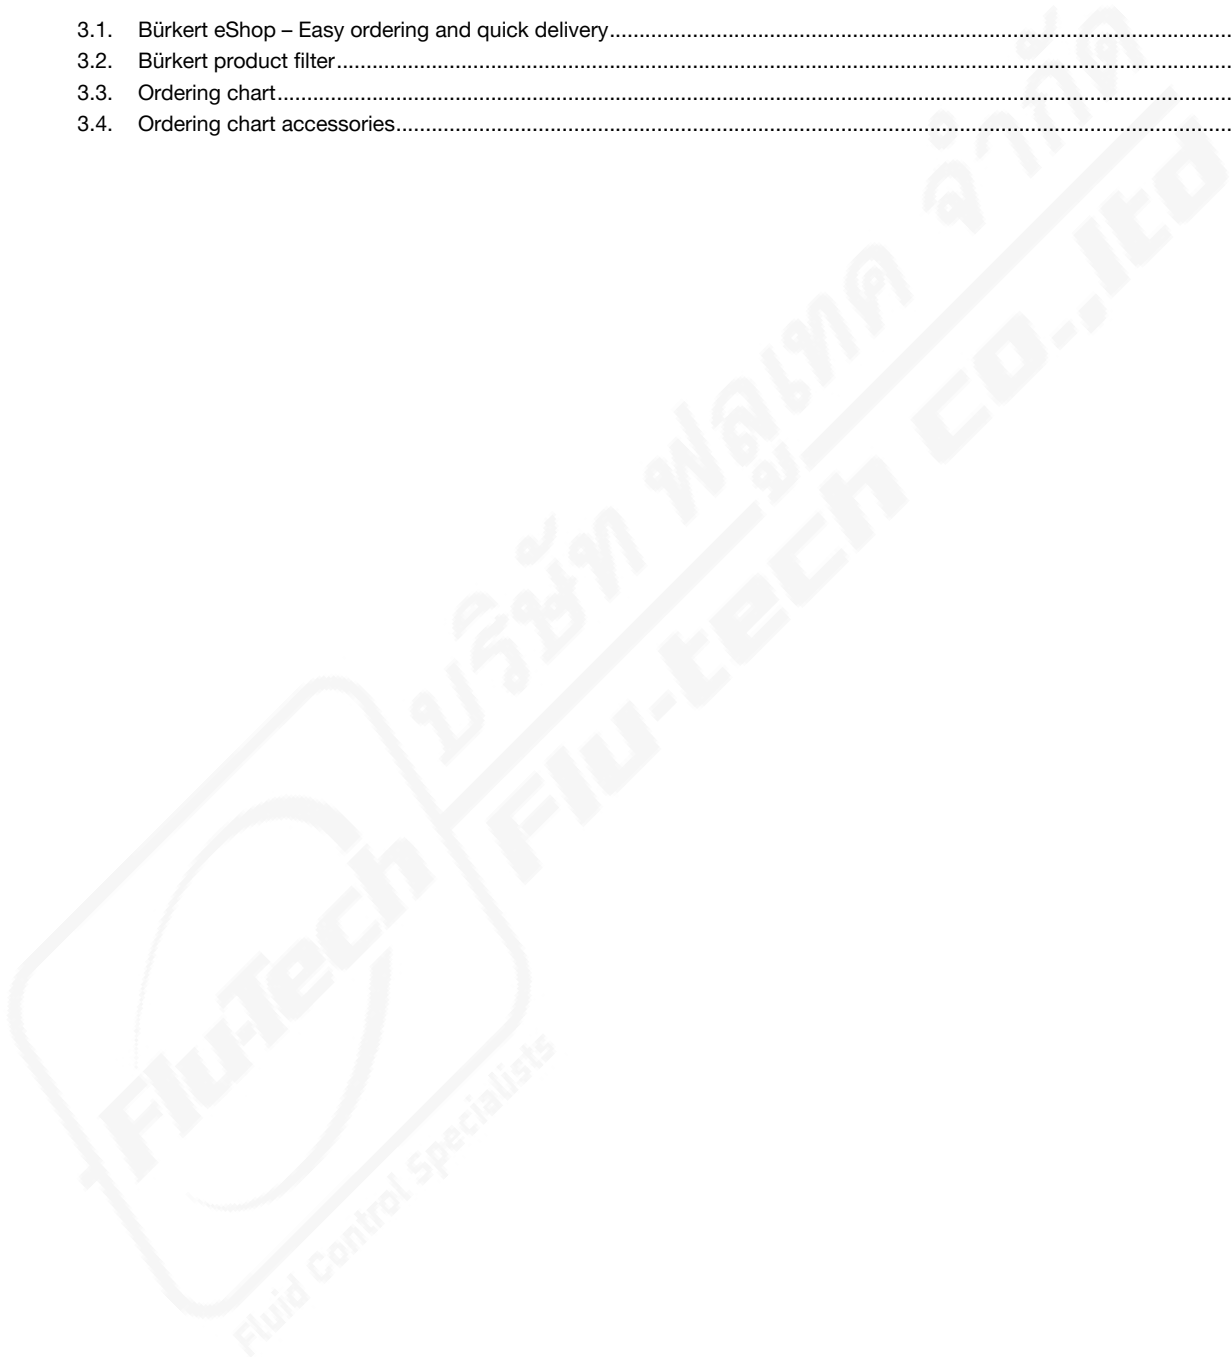 3.1. Bürkert eShop – Easy ordering and quick delivery
3.2. Bürkert product filter
3.3. Ordering chart
3.4. Ordering chart accessories
บริษัท ฟลูเทค จำกัด
Flu-tech co.,ltd
Flu-Tech
Fluid Control Specialists